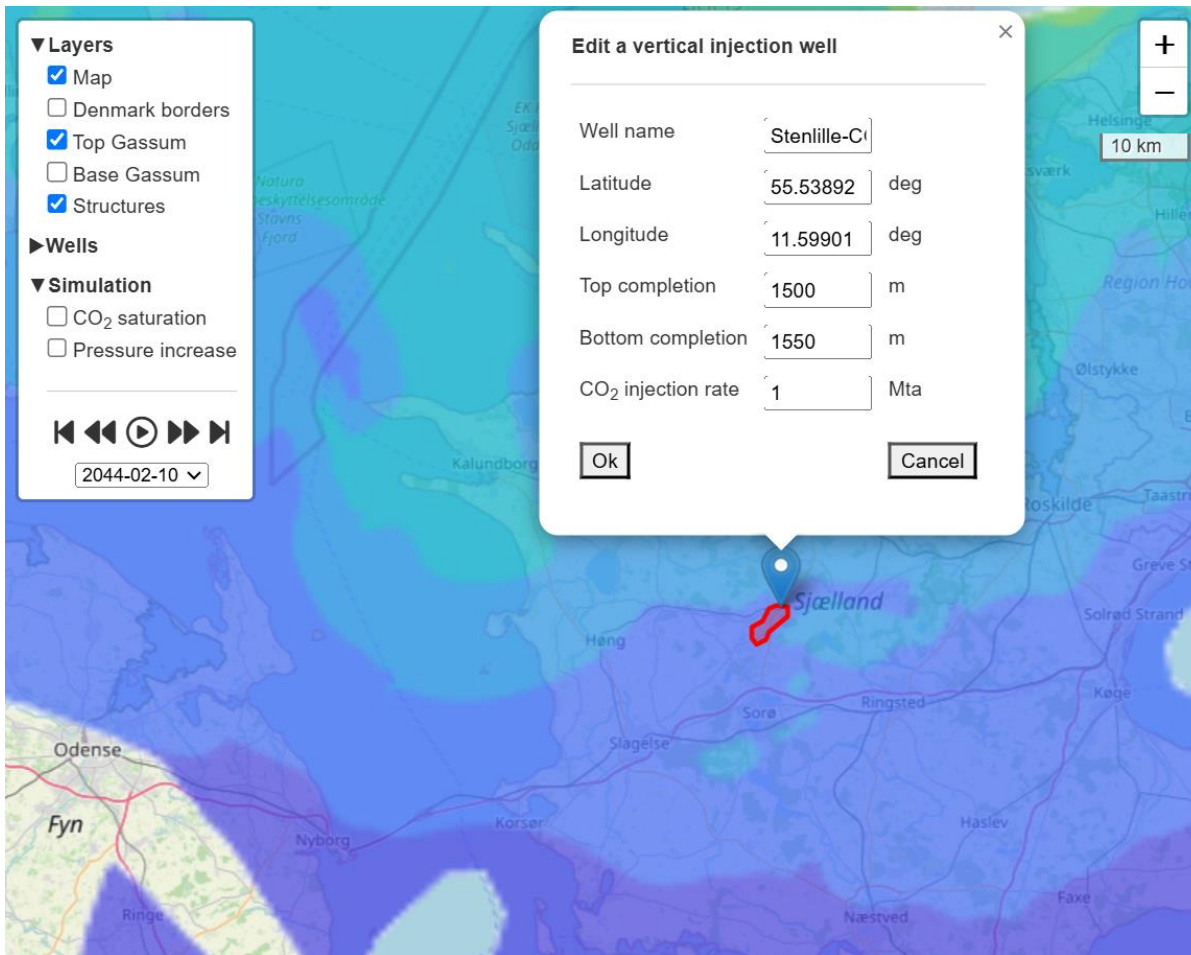 ▼Layers
Map
Denmark borders
Top Gassum
Base Gassum
Structures
▶Wells
▼Simulation
CO2 saturation
Pressure increase
2044-02-10
Edit a vertical injection well
×
Well name Stenlille-C
Latitude 55.53892 deg
Longitude 11.59901 deg
Top completion 1500 m
Bottom completion 1550 m
CO2 injection rate 1 Mta
Ok Cancel
+
−
Helsinge
10 km
Natura
Stavns
Fjord
Region Ho
Ølstykke
Kalundborg
Roskilde
Taastr
Greve S
Sjælland
Solrød Strand
Høng
Køge
Sorø
Ringsted
Slagelse
Odense
Fyn
Korsør
Haslev
Nyborg
Ringe
Næstved
Faxe